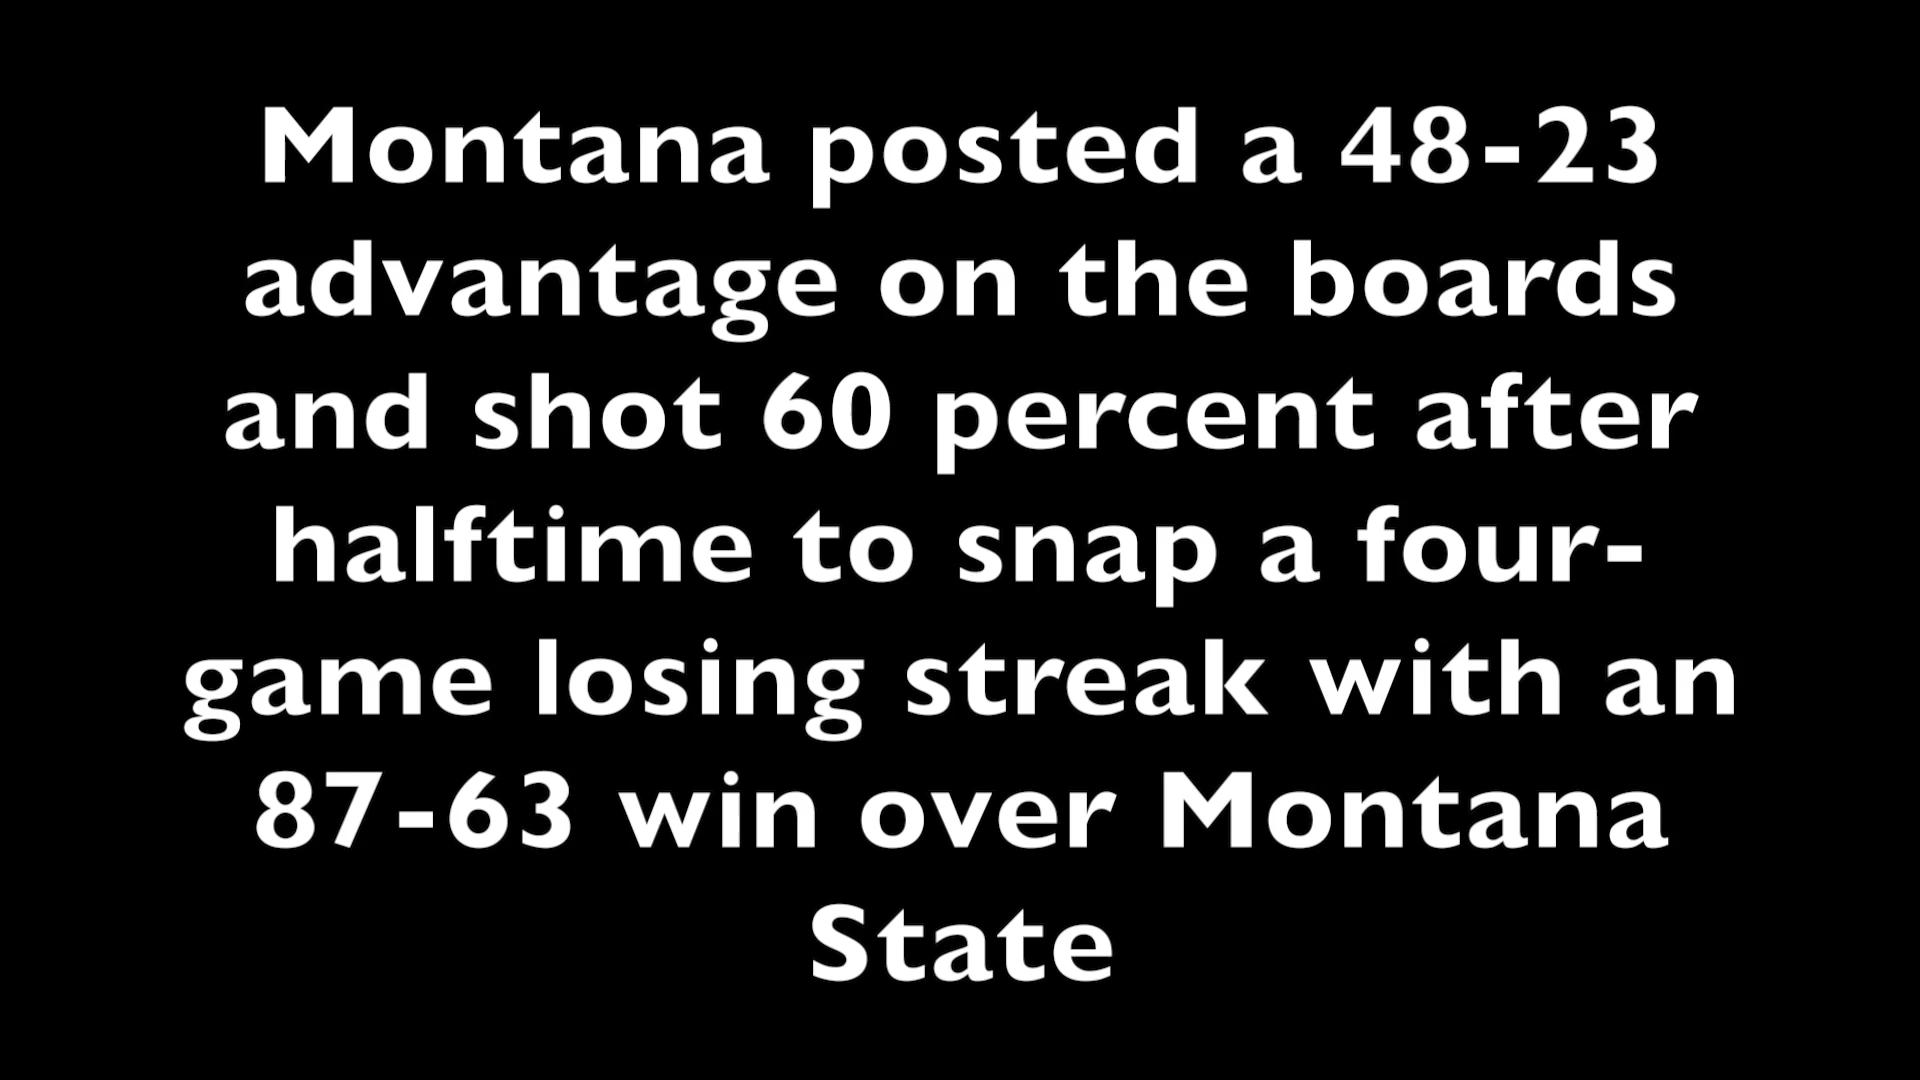 Montana posted a 48-23
advantage on the boards
and shot 60 percent after
halftime to snap a four-
game losing streak with an
87-63 win over Montana
State